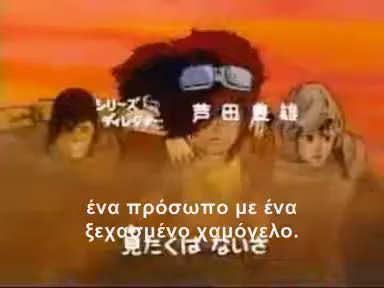 シリーズ
ディレクター
芦田豊雄
ένα πρόσωπο με ένα
ξεχασμένο χαμόγελο.
見たくはないさ